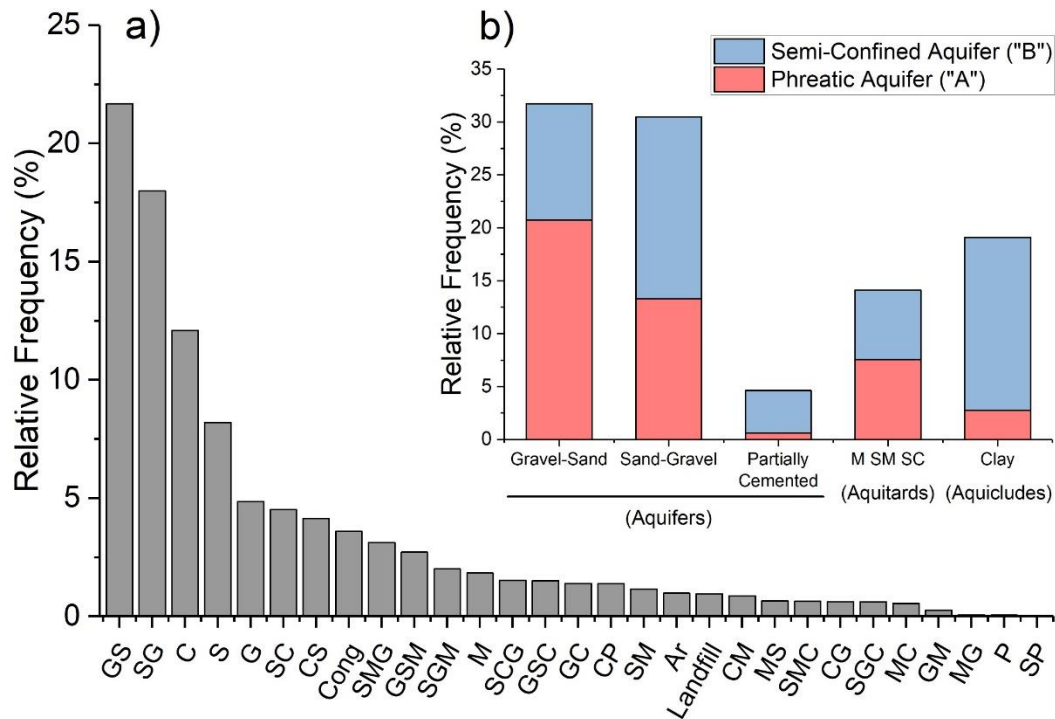 a)
Relative Frequency (%)
25
20
15
10
5
0
GS SG C S G SC CS Cong SMG GSM SGM M SCG GSC GC CP SM Ar Landfill CM MS SMC CG SGC MC GM MG P SP
b)
Semi-Confined Aquifer ("B")
Phreatic Aquifer ("A")
Relative Frequency (%)
35
30
25
20
15
10
5
0
Gravel-Sand Sand-Gravel Partially M SM SC Clay
Cemented (Aquitards) (Aquicludes)
(Aquifers)